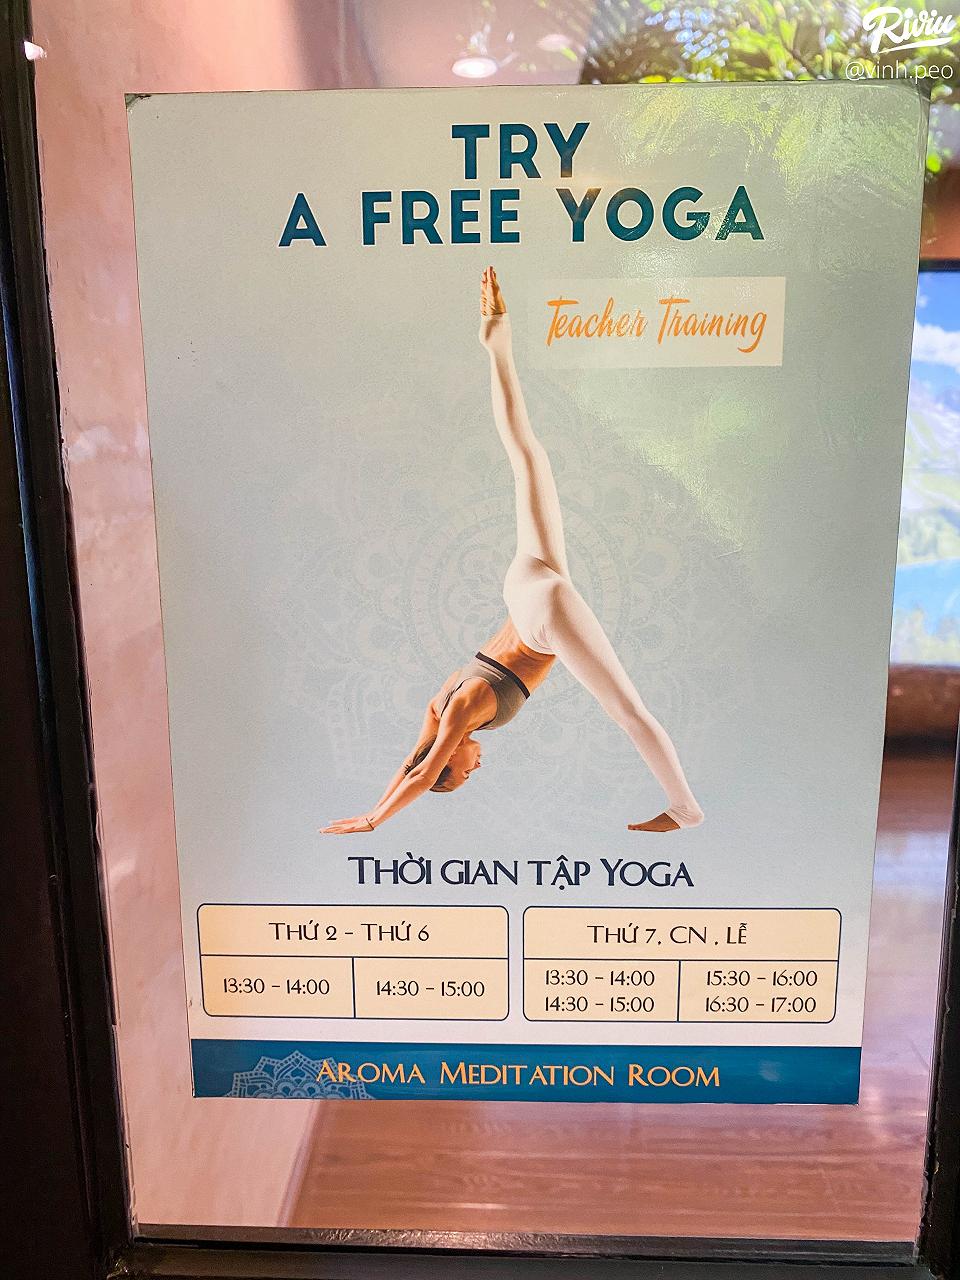 Riviu
@vinh.peo
TRY
A FREE YOGA
Teacher Training
THỜI GIAN TẬP YOGA
THỨ 2 - THỨ 6
13:30 - 14:00
14:30 - 15:00
THỨ 7, CN , LỄ
13:30 - 14:00
15:30 - 16:00
14:30 - 15:00
16:30 - 17:00
AROMA MEDITATION ROOM